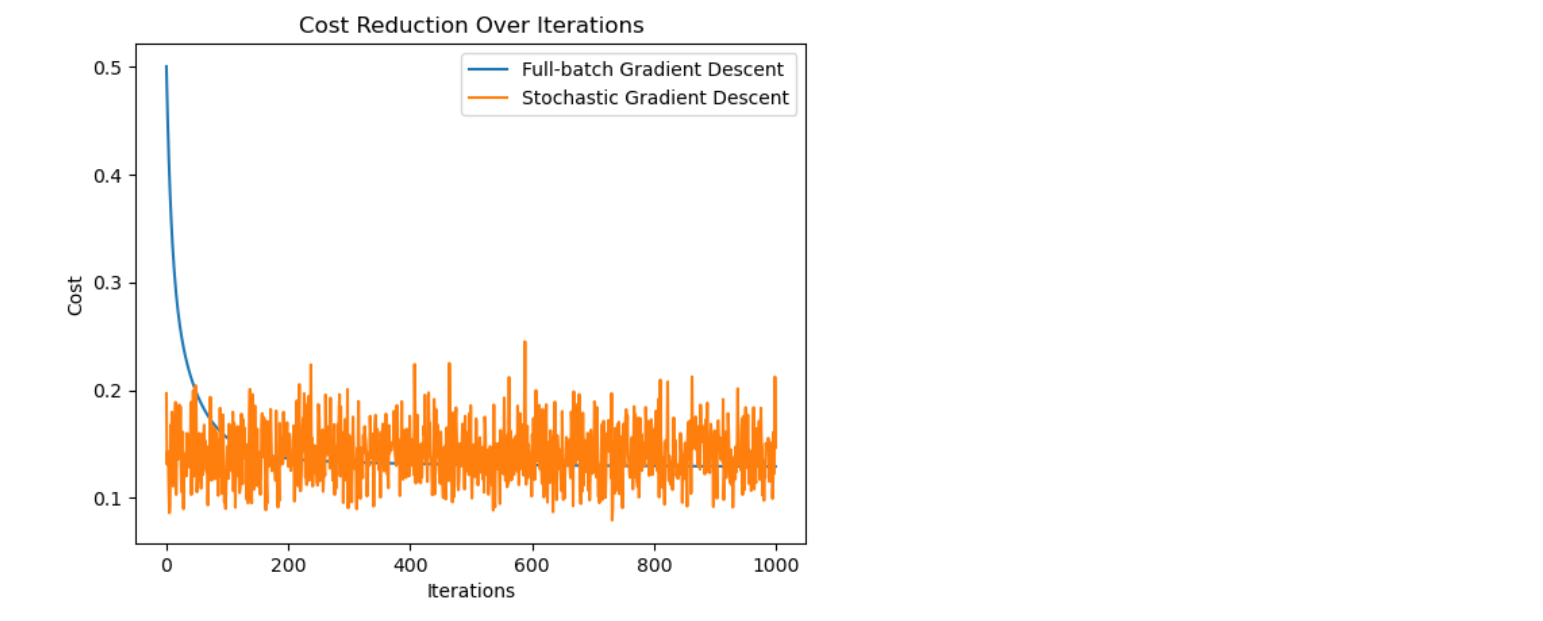 Cost Reduction Over Iterations
Full-batch Gradient Descent
Stochastic Gradient Descent
Cost
0.5
0.4
0.3
0.2
0.1
0 200 400 600 800 1000
Iterations